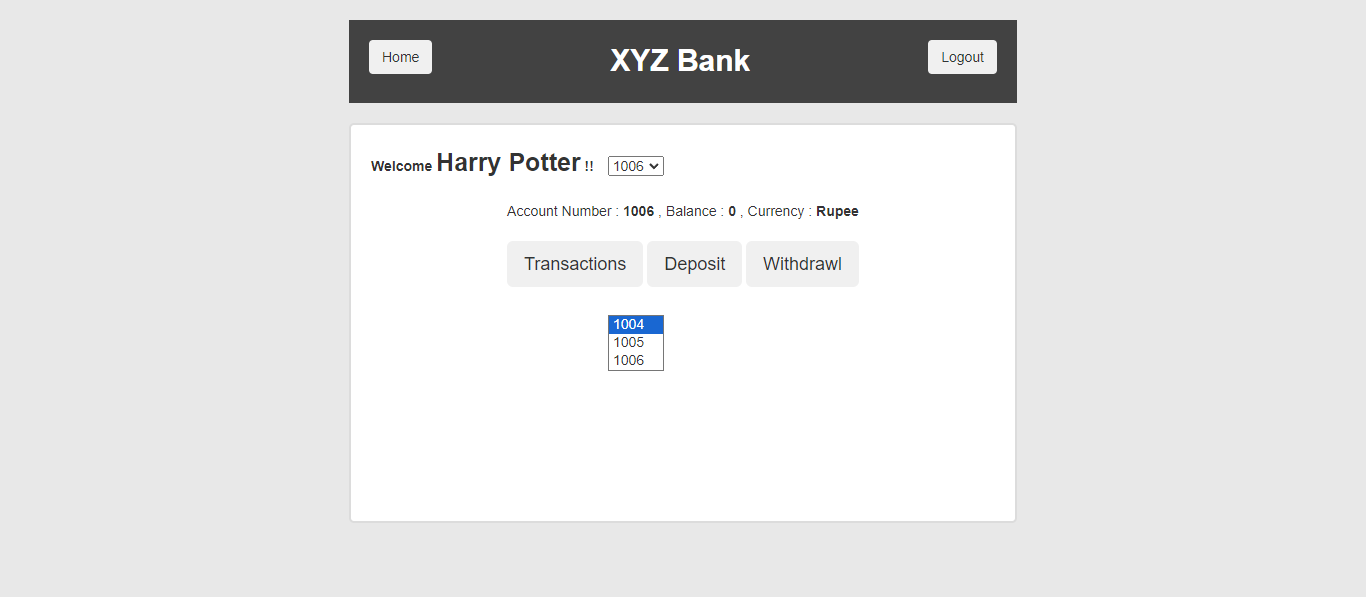 Home XYZ Bank Logout
Welcome Harry Potter !! 1006
Account Number : 1006 , Balance : 0 , Currency : Rupee
Transactions Deposit Withdrawl
1004
1005
1006